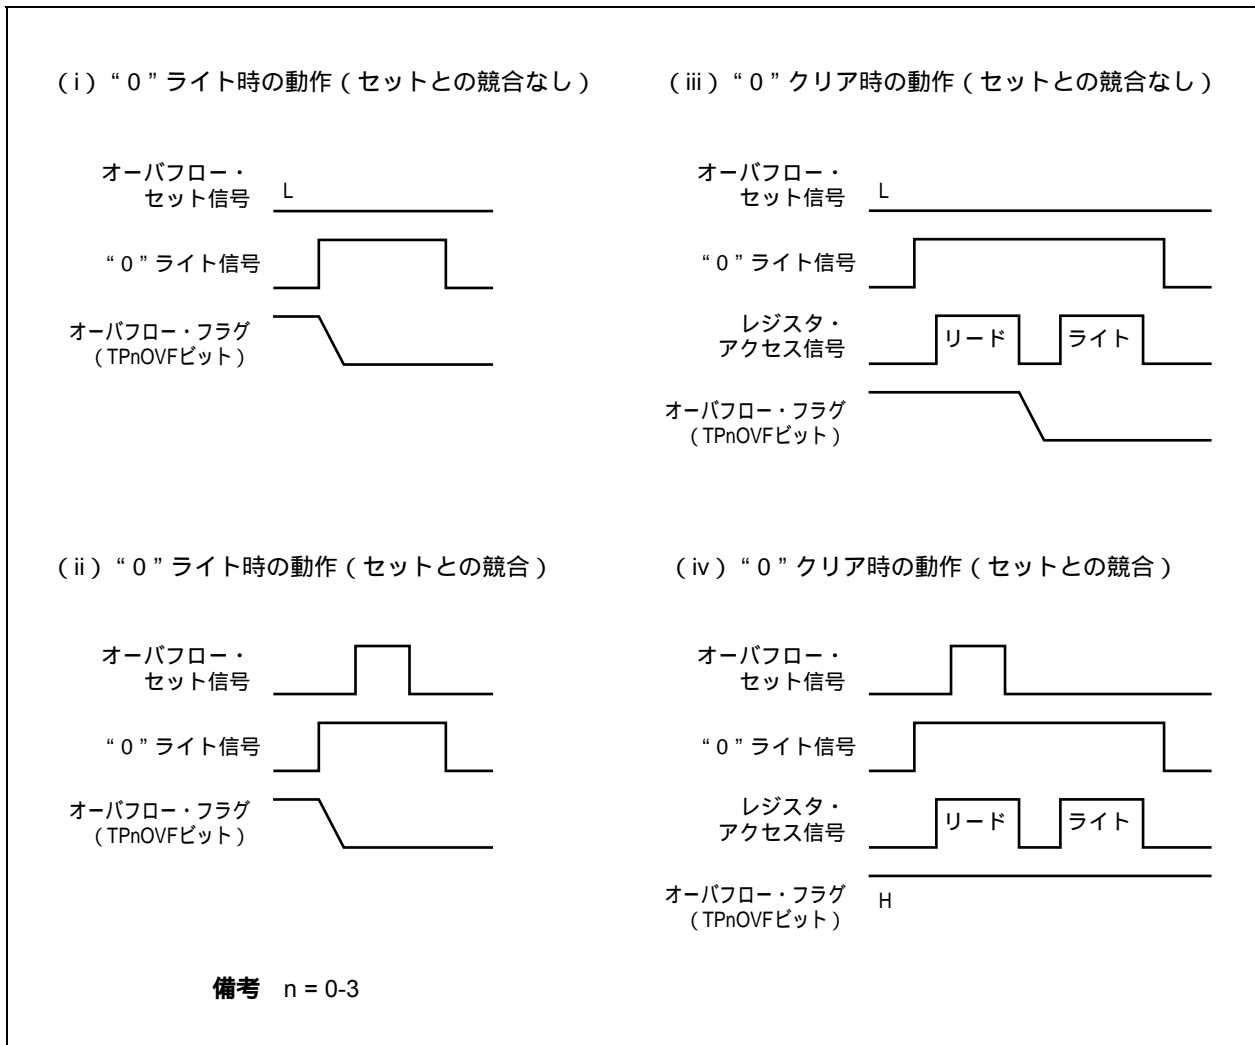 (i) “0” ライト時の動作 (セットとの競合なし)
オーバフロー・
セット信号
L
“0” ライト信号
オーバフロー・フラグ
(TPnOVFビット)
(iii) “0” クリア時の動作 (セットとの競合なし)
オーバフロー・
セット信号
L
“0” ライト信号
レジスタ・
アクセス信号
リード
ライト
オーバフロー・フラグ
(TPnOVFビット)
(ii) “0” ライト時の動作 (セットとの競合)
オーバフロー・
セット信号
“0” ライト信号
オーバフロー・フラグ
(TPnOVFビット)
(iv) “0” クリア時の動作 (セットとの競合)
オーバフロー・
セット信号
“0” ライト信号
レジスタ・
アクセス信号
リード
ライト
オーバフロー・フラグ
(TPnOVFビット)
H
備考 n = 0-3